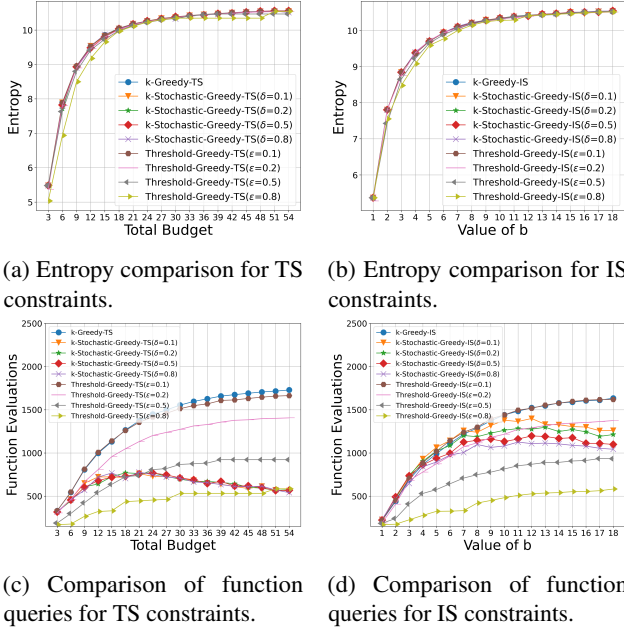 10
9
8
7
6
5
Entropy
k-Greedy-TS
k-Stochastic-Greedy-TS(δ=0.1)
k-Stochastic-Greedy-TS(δ=0.2)
k-Stochastic-Greedy-TS(δ=0.5)
k-Stochastic-Greedy-TS(δ=0.8)
Threshold-Greedy-TS(ε=0.1)
Threshold-Greedy-TS(ε=0.2)
Threshold-Greedy-TS(ε=0.5)
Threshold-Greedy-TS(ε=0.8)
3 6 9 12 15 18 21 24 27 30 33 36 39 42 45 48 51 54
Total Budget
(a) Entropy comparison for TS
constraints.
10
9
8
7
6
Entropy
k-Greedy-IS
k-Stochastic-Greedy-IS(δ=0.1)
k-Stochastic-Greedy-IS(δ=0.2)
k-Stochastic-Greedy-IS(δ=0.5)
k-Stochastic-Greedy-IS(δ=0.8)
Threshold-Greedy-IS(ε=0.1)
Threshold-Greedy-IS(ε=0.2)
Threshold-Greedy-IS(ε=0.5)
Threshold-Greedy-IS(ε=0.8)
1 2 3 4 5 6 7 8 9 10 11 12 13 14 15 16 17 18
Value of b
(b) Entropy comparison for IS
constraints.
2500
2000
1500
1000
500
Function Evaluations
k-Greedy-TS
k-Stochastic-Greedy-TS(δ=0.1)
k-Stochastic-Greedy-TS(δ=0.2)
k-Stochastic-Greedy-TS(δ=0.5)
k-Stochastic-Greedy-TS(δ=0.8)
Threshold-Greedy-TS(ε=0.1)
Threshold-Greedy-TS(ε=0.2)
Threshold-Greedy-TS(ε=0.5)
Threshold-Greedy-TS(ε=0.8)
3 6 9 12 15 18 21 24 27 30 33 36 39 42 45 48 51 54
Total Budget
(c) Comparison of function
queries for TS constraints.
2500
2000
1500
1000
500
Function Evaluations
k-Greedy-IS
k-Stochastic-Greedy-IS(δ=0.1)
k-Stochastic-Greedy-IS(δ=0.2)
k-Stochastic-Greedy-IS(δ=0.5)
k-Stochastic-Greedy-IS(δ=0.8)
Threshold-Greedy-IS(ε=0.1)
Threshold-Greedy-IS(ε=0.2)
Threshold-Greedy-IS(ε=0.5)
Threshold-Greedy-IS(ε=0.8)
1 2 3 4 5 6 7 8 9 10 11 12 13 14 15 16 17 18
Value of b
(d) Comparison of function
queries for IS constraints.